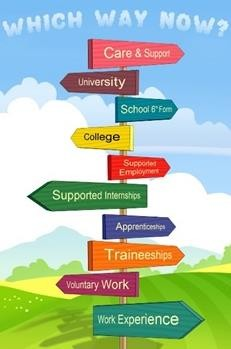 WHICH WAY NOW?
Care & Support
University
School 6th Form
College
Supported
Employment
Supported Internships
Apprenticeships
Traineeships
Voluntary Work
Work Experience